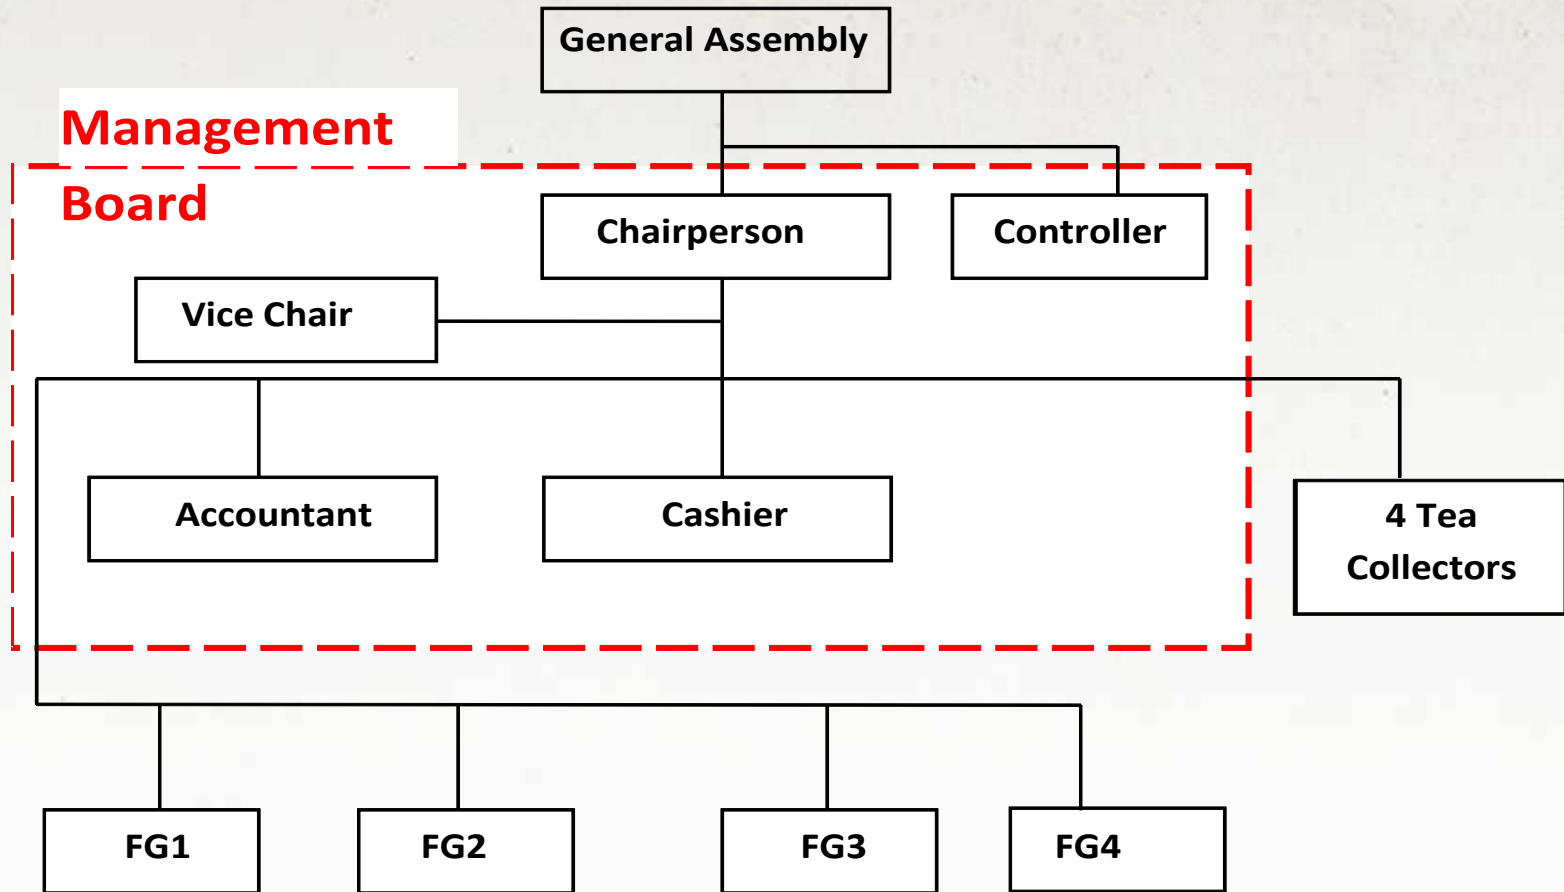 General Assembly
Management
Board
Chairperson
Controller
Vice Chair
Accountant
Cashier
4 Tea
Collectors
FG1
FG2
FG3
FG4